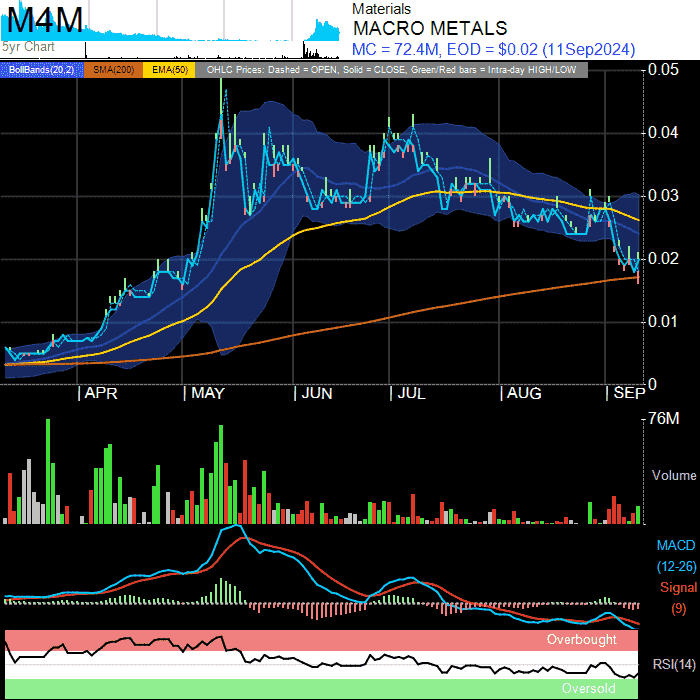 M4M
5yr Chart
Materials
MACRO METALS
MC = 72.4M, EOD = $0.02 (11Sep2024)
BollBands(20,2) SMA(200) EMA(50) OHLC Prices: Dashed = OPEN, Solid = CLOSE, Green/Red bars = Intra-day HIGH/LOW
0.05
0.04
0.03
0.02
0.01
0
| APR | MAY | JUN | JUL | AUG | SEP
76M
Volume
MACD
(12-26)
Signal
(9)
Overbought
RSI(14)
Oversold